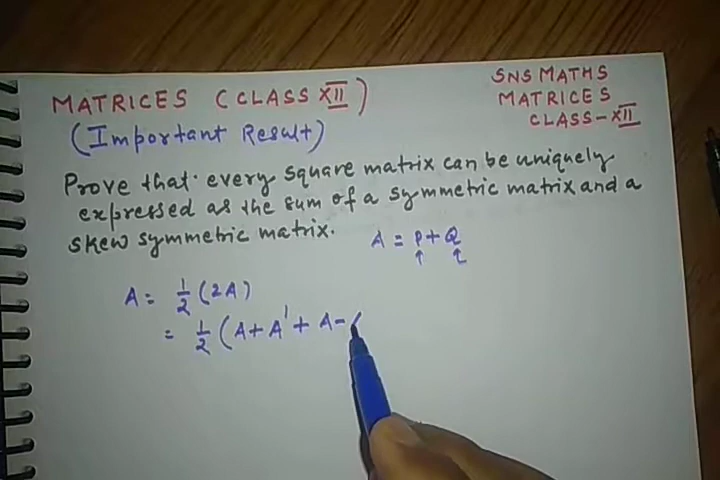 MATRICES (CLASS XII)
(Important Result)
SNS MATHS
MATRICES
CLASS-XII
Prove that every square matrix can be uniquely
expressed as the sum of a symmetric matrix and a
skew symmetric matrix.
A = P + Q
↑ ↑
A = 1/2 (2A)
= 1/2 (A + A' + A -